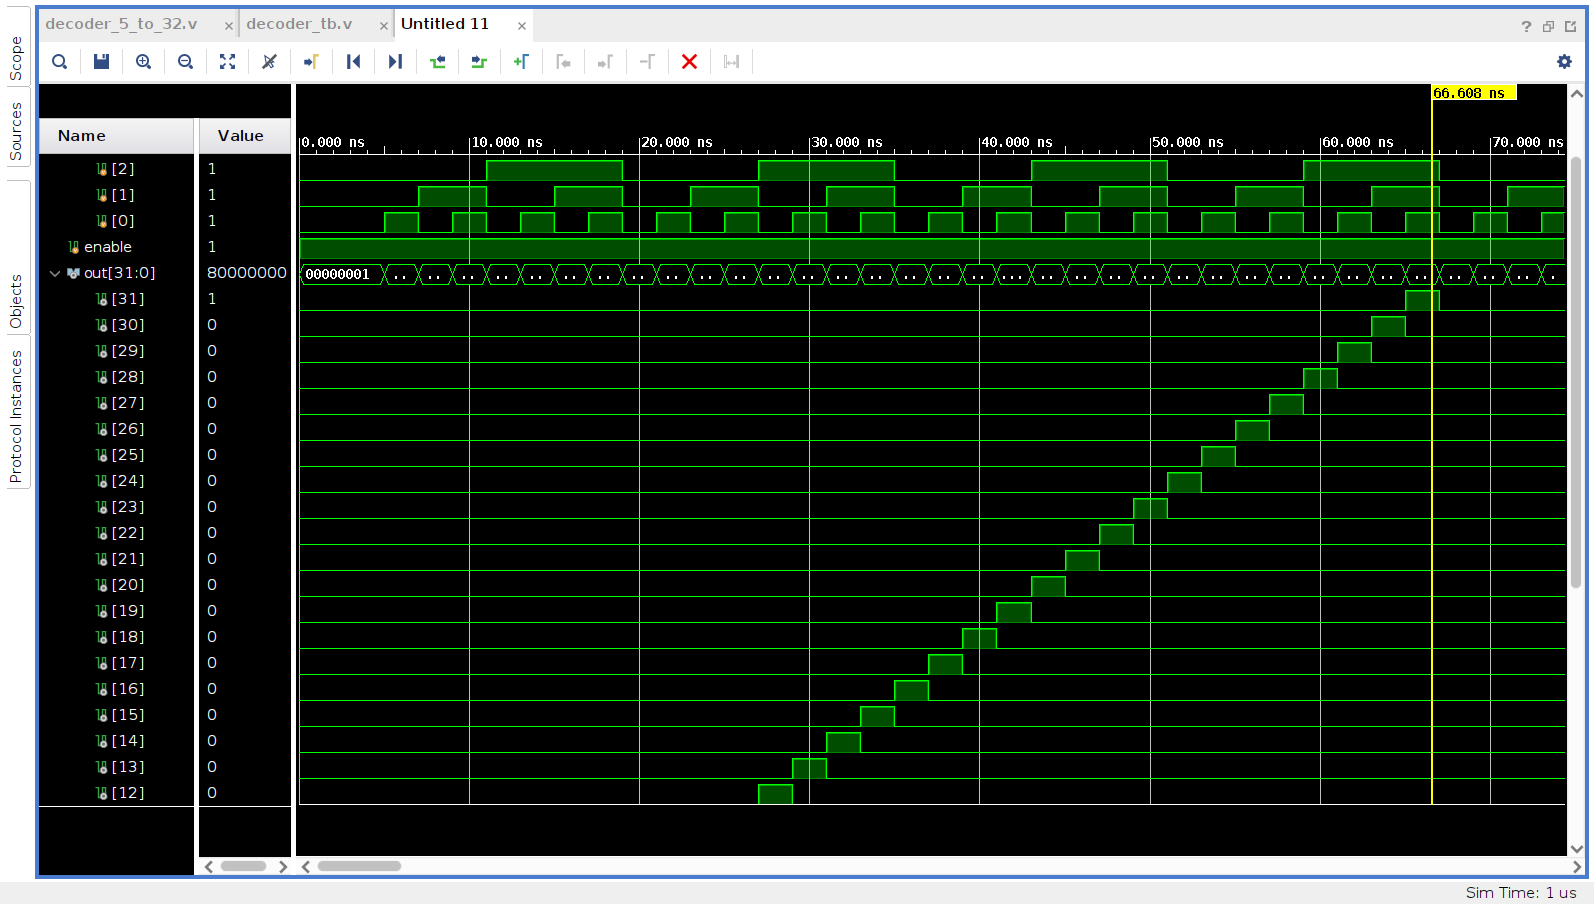 decoder_5_to_32.v × decoder_tb.v × Untitled 11 ×
?
Scope
Sources
Objects
Protocol Instances
66.608 ns
Name Value
0.000 ns 10.000 ns 20.000 ns 30.000 ns 40.000 ns 50.000 ns 60.000 ns 70.000 ns
[2] 1
[1] 1
[0] 1
enable 1
out[31:0] 80000000 00000001 .. .. .. .. .. .. .. .. .. .. .. .. .. .. .. .. .. .. ... .. .. .. .. .. .. .. .. .. .. .. .. .. .. .. .
[31] 1
[30] 0
[29] 0
[28] 0
[27] 0
[26] 0
[25] 0
[24] 0
[23] 0
[22] 0
[21] 0
[20] 0
[19] 0
[18] 0
[17] 0
[16] 0
[15] 0
[14] 0
[13] 0
[12] 0
Sim Time: 1 us